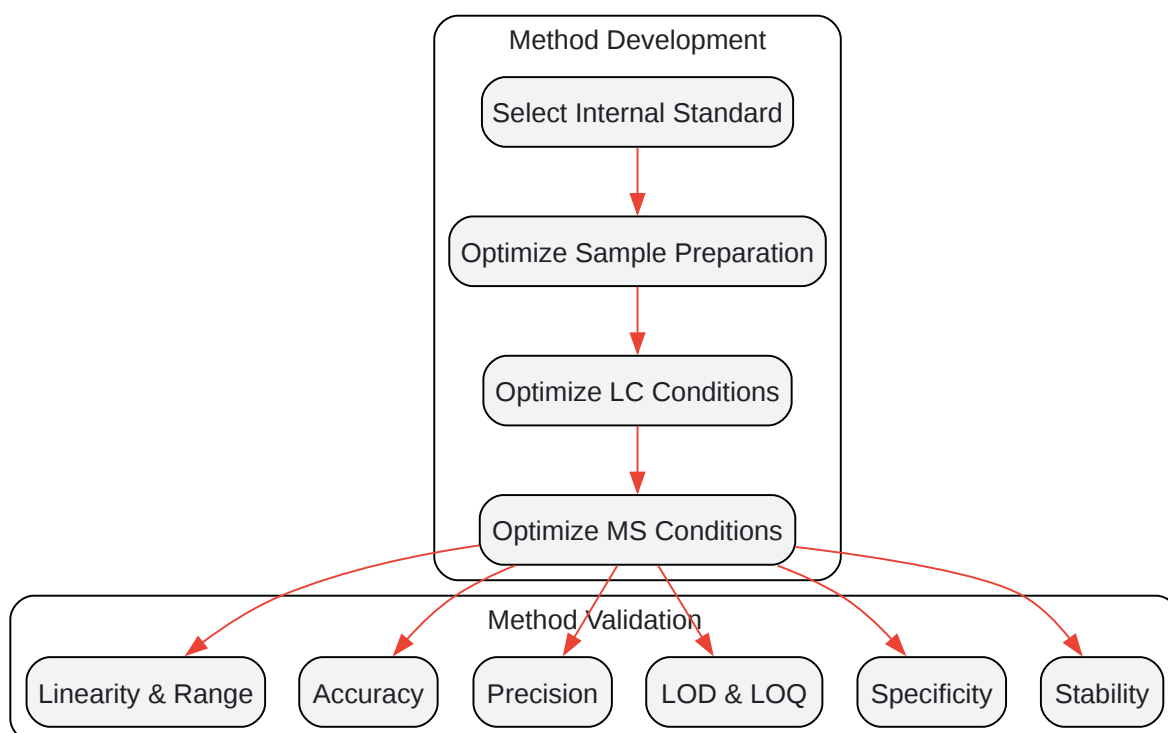 Method Development
Select Internal Standard
Optimize Sample Preparation
Optimize LC Conditions
Optimize MS Conditions
Method Validation
Linearity & Range
Accuracy
Precision
LOD & LOQ
Specificity
Stability